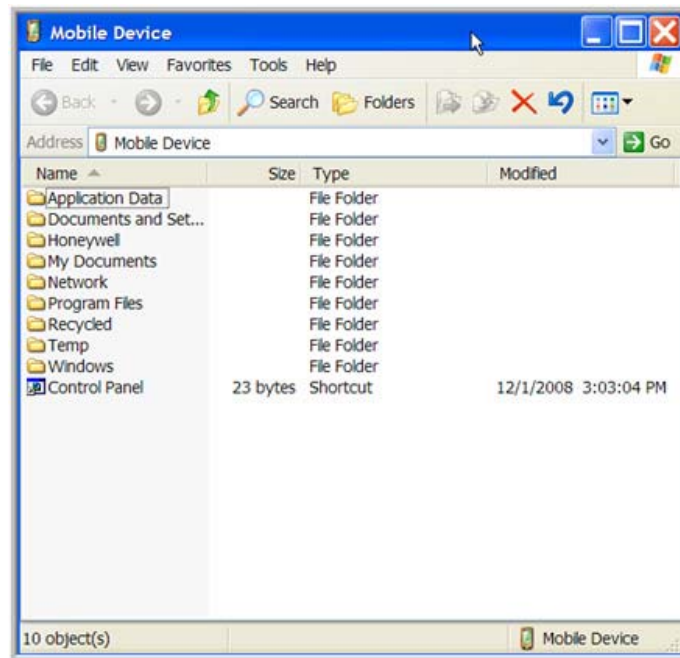 Mobile Device
File Edit View Favorites Tools Help
Back Search Folders
Address Mobile Device Go
Name Size Type Modified
Application Data File Folder
Documents and Set... File Folder
Honeywell File Folder
My Documents File Folder
Network File Folder
Program Files File Folder
Recycled File Folder
Temp File Folder
Windows File Folder
Control Panel 23 bytes Shortcut 12/1/2008 3:03:04 PM
10 object(s) Mobile Device